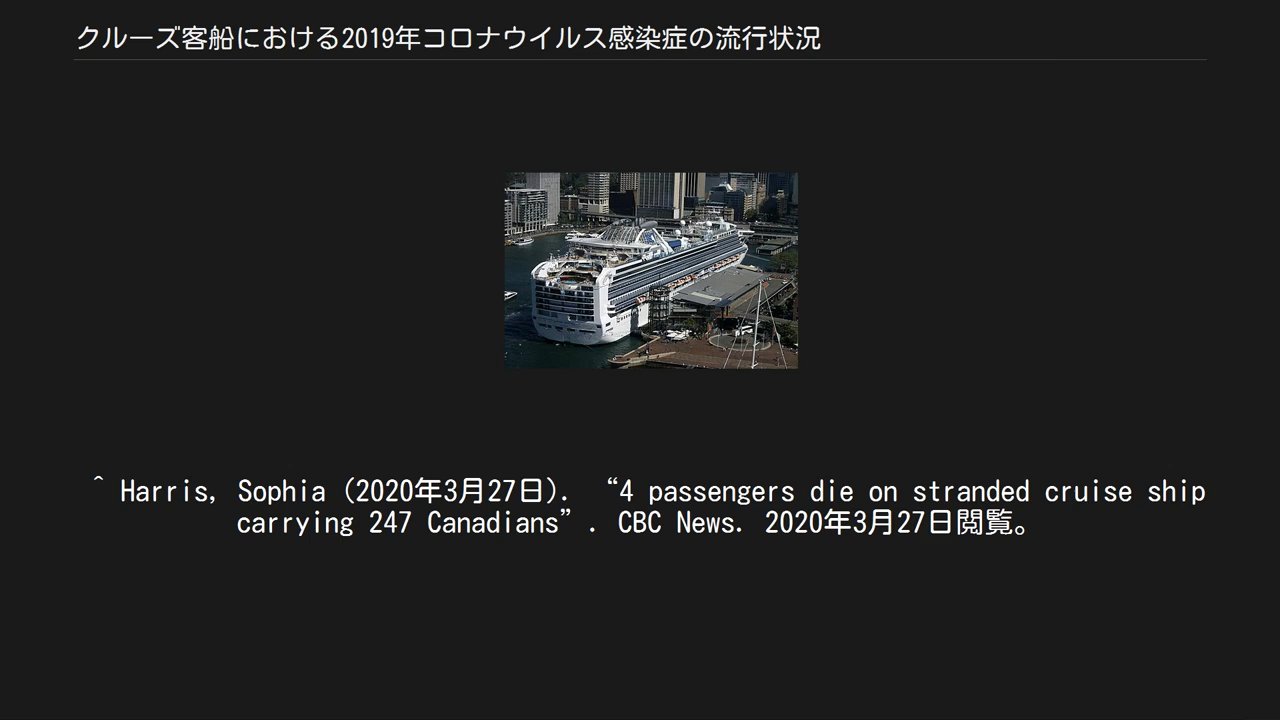 クルーズ客船における2019年コロナウイルス感染症の流行状況
^ Harris, Sophia (2020年3月27日). “4 passengers die on stranded cruise ship
carrying 247 Canadians”. CBC News. 2020年3月27日閲覧。